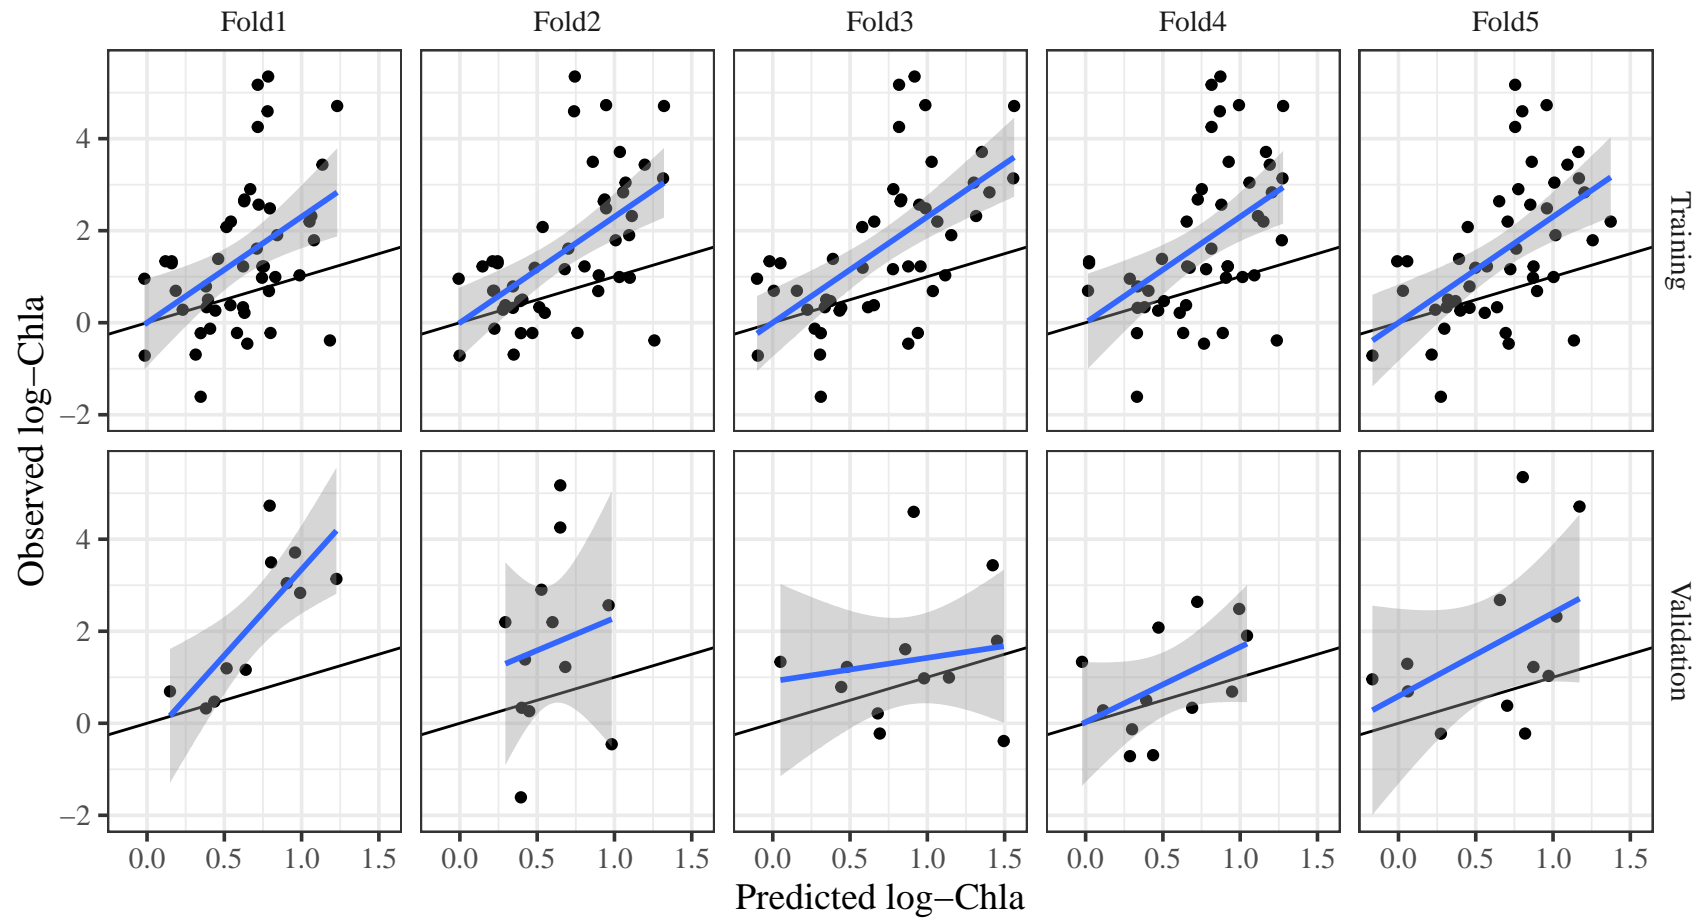 Fold1 Fold2 Fold3 Fold4 Fold5
4
2
0
−2
Training
Observed log−Chla
4
2
0
−2
Validation
0.0 0.5 1.0 1.5 0.0 0.5 1.0 1.5 0.0 0.5 1.0 1.5 0.0 0.5 1.0 1.5 0.0 0.5 1.0 1.5
Predicted log−Chla